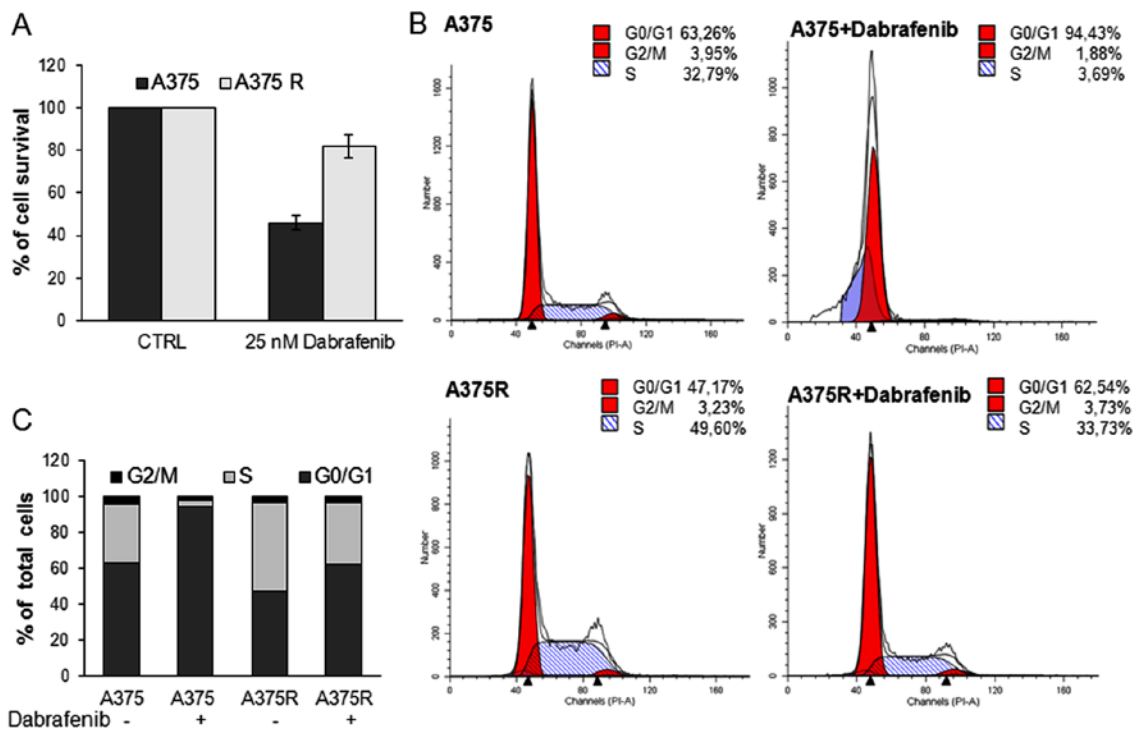 A
% of cell survival
120
100
80
60
40
20
0
A375 A375 R
CTRL 25 nM Dabrafenib
B
A375
G0/G1 63,26%
G2/M 3,95%
S 32,79%
Number
1600
1200
800
400
0
0 40 80 120 160
Channels (PI-A)
A375+Dabrafenib
G0/G1 94,43%
G2/M 1,88%
S 3,69%
Number
1000
800
600
400
200
0
0 40 80 120 160
Channels (PI-A)
A375R
G0/G1 47,17%
G2/M 3,23%
S 49,60%
Number
1000
800
600
400
200
0
0 40 80 120 160
Channels (PI-A)
A375R+Dabrafenib
G0/G1 62,54%
G2/M 3,73%
S 33,73%
Number
1200
900
600
300
0
0 40 80 120 160
Channels (PI-A)
C
% of total cells
120
100
80
60
40
20
0
G2/M S G0/G1
A375 A375 A375R A375R
Dabrafenib - + - +